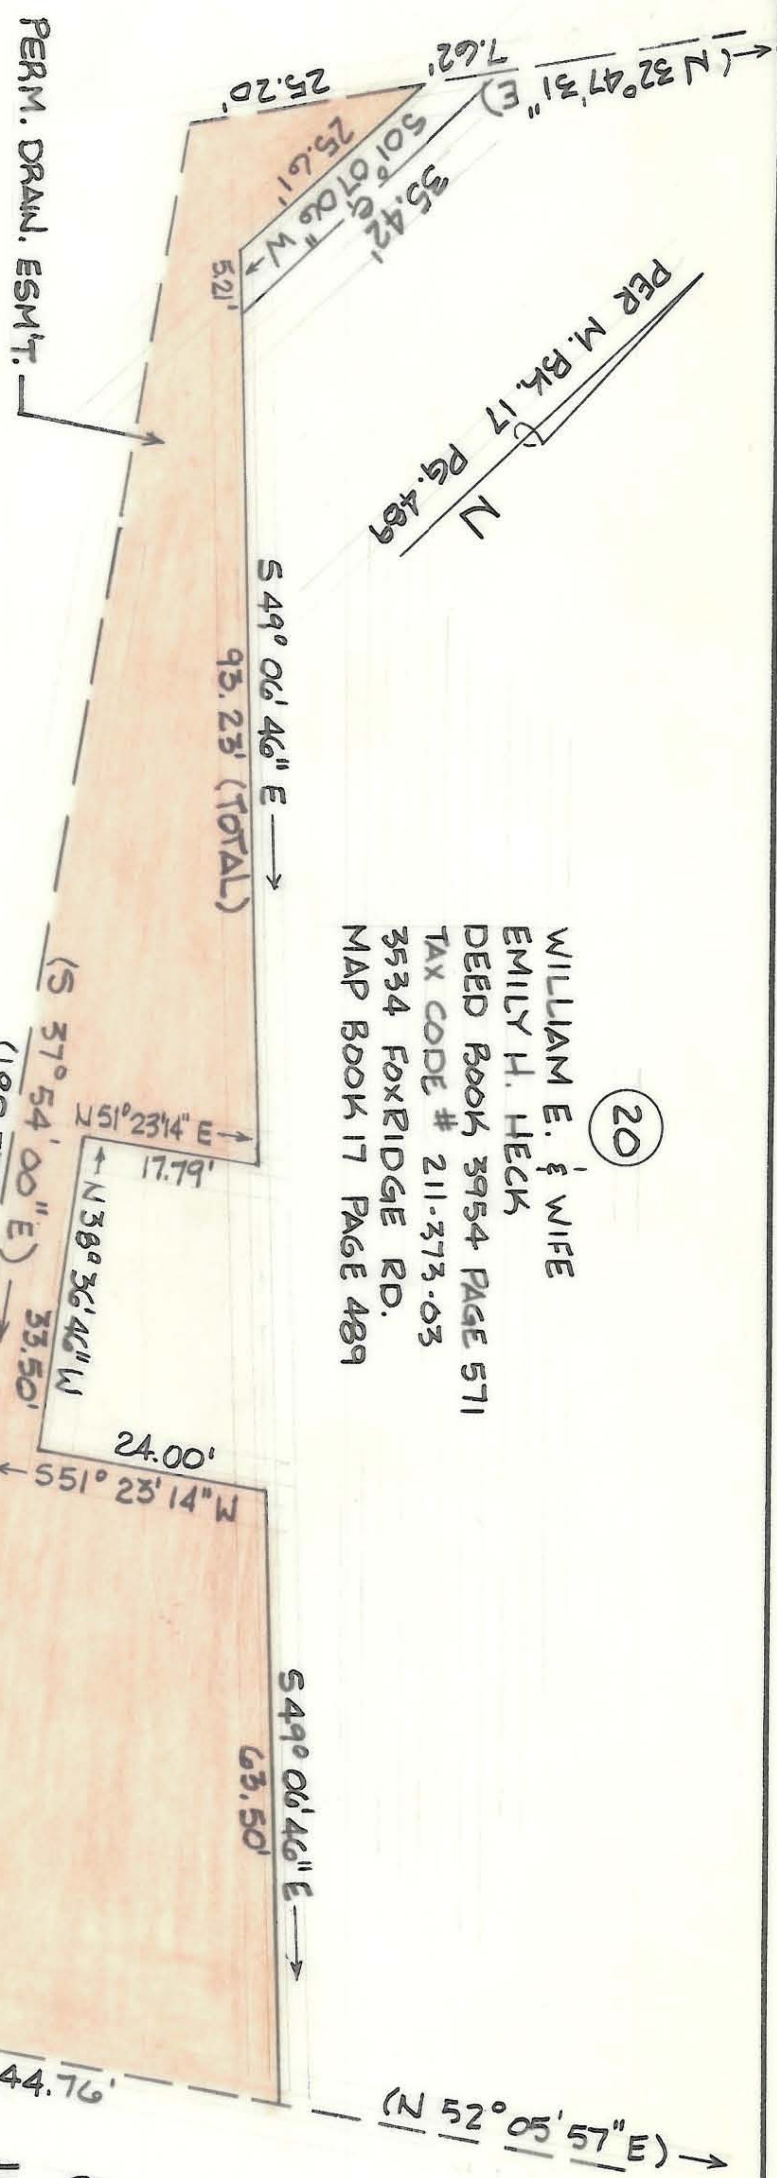 (N 32° 47' 31" E)
7.62'
25.20'
S 01° 07' 06" W
25.61'
35.42'
5.21'
PER M. BK. 17 PG. 489
N
PERM. DRAIN. ESM'T.
S 49° 06' 46" E
93.23' (TOTAL)
20
WILLIAM E. & WIFE
EMILY H. HECK
DEED BOOK 3954 PAGE 571
TAX CODE # 211-373-03
3534 FOXRIDGE RD.
MAP BOOK 17 PAGE 489
(S 37° 54' 00" E)
N 51° 23' 14" E
17.79'
N 38° 36' 46" W
33.50'
24.00'
S 51° 23' 14" W
S 49° 06' 46" E
63.50'
44.76'
(N 52° 05' 57" E)